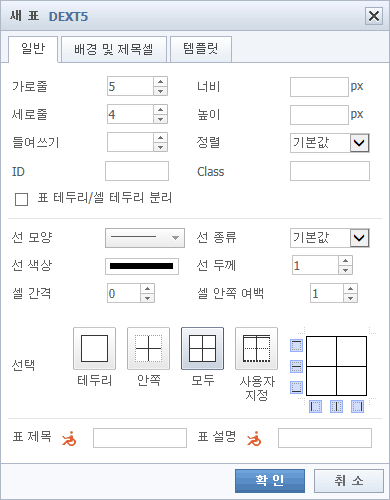 새 표 DEXT5
일반 배경 및 제목셀 템플릿
가로줄 5 너비 px
세로줄 4 높이 px
들여쓰기 정렬 기본값
ID Class
표 테두리/셀 테두리 분리
선 모양 선 종류 기본값
선 색상 선 두께 1
셀 간격 0 셀 안쪽 여백 1
선택 테두리 안쪽 모두 사용자
지정
표 제목 표 설명
확 인 취 소